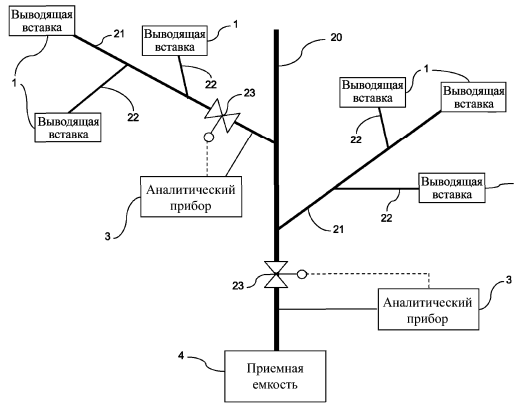 Выводящая
вставка
21
Выводящая
вставка
1
20
1
22
23
Выводящая
вставка
22
1
Выводящая
вставка
Выводящая
вставка
22
Аналитический
прибор
3
Выводящая
вставка
22
21
23
Аналитический
прибор
3
4
Приемная
емкость